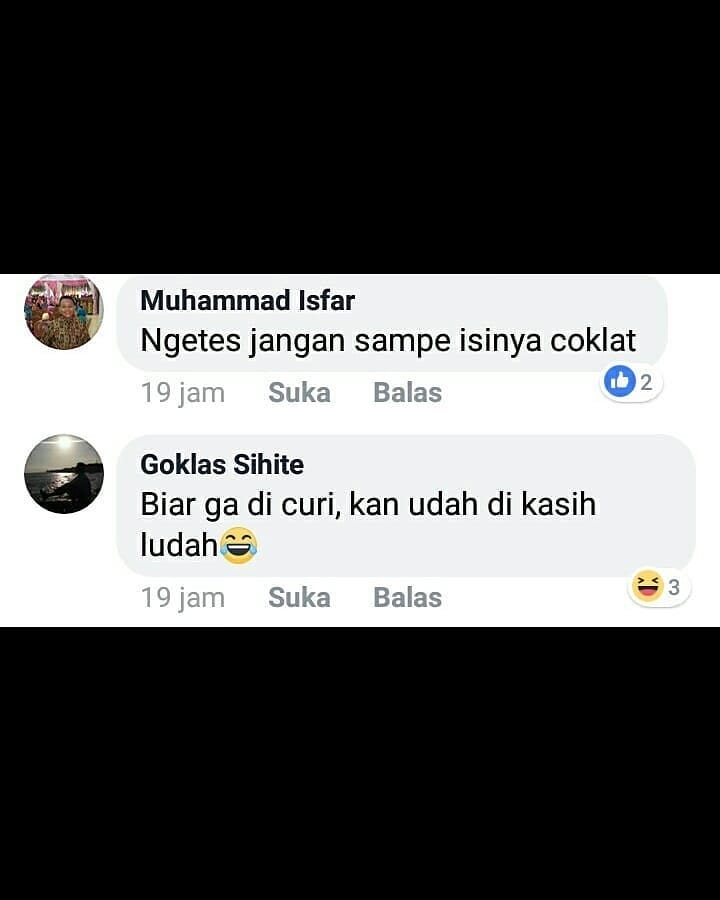 Muhammad Isfar
Ngetes jangan sampe isinya coklat
19 jam Suka Balas 2
Goklas Sihite
Biar ga di curi, kan udah di kasih
ludah😂
19 jam Suka Balas 3